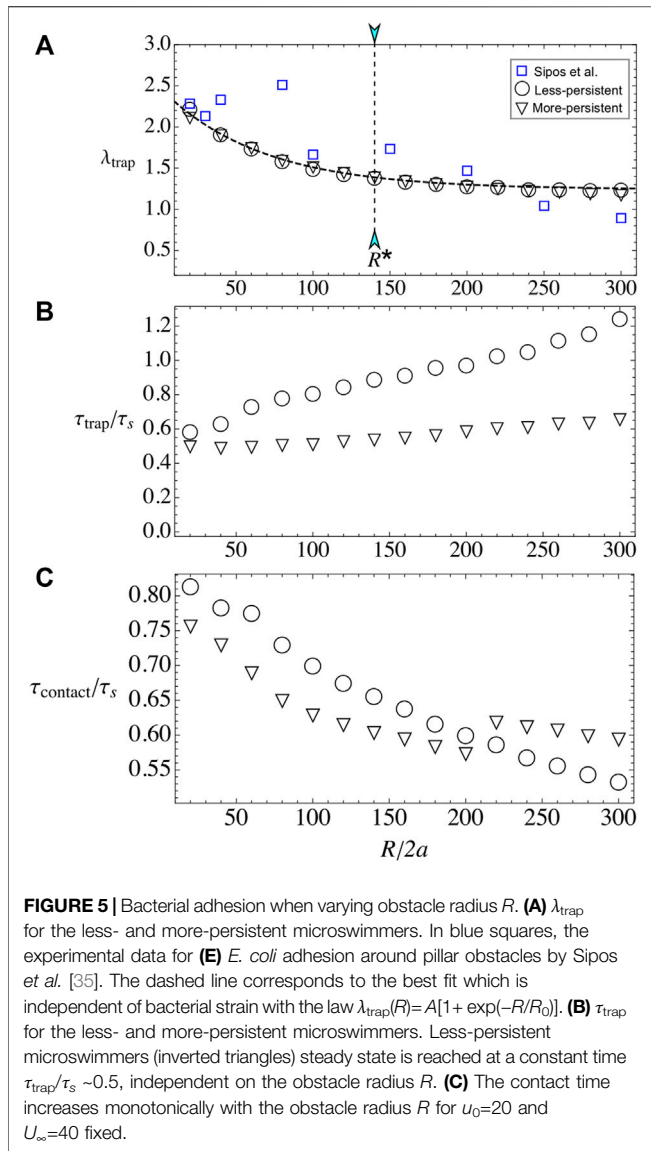 A
3.0
2.5
2.0
1.5
1.0
0.5
λtrap
Sipos et al.
Less-persistent
More-persistent
R*
50 100 150 200 250 300
B
1.2
1.0
0.8
0.6
0.4
0.2
0.0
τtrap/τs
50 100 150 200 250 300
C
0.80
0.75
0.70
0.65
0.60
0.55
τcontact/τs
50 100 150 200 250 300
R/2a
FIGURE 5 | Bacterial adhesion when varying obstacle radius R. (A) λtrap
for the less- and more-persistent microswimmers. In blue squares, the
experimental data for (E) E. coli adhesion around pillar obstacles by Sipos
et al. [35]. The dashed line corresponds to the best fit which is
independent of bacterial strain with the law λtrap(R)=A[1+ exp(−R/R0)]. (B) τtrap
for the less- and more-persistent microswimmers. Less-persistent
microswimmers (inverted triangles) steady state is reached at a constant time
τtrap/τs ~0.5, independent on the obstacle radius R. (C) The contact time
increases monotonically with the obstacle radius R for u0=20 and
U∞=40 fixed.